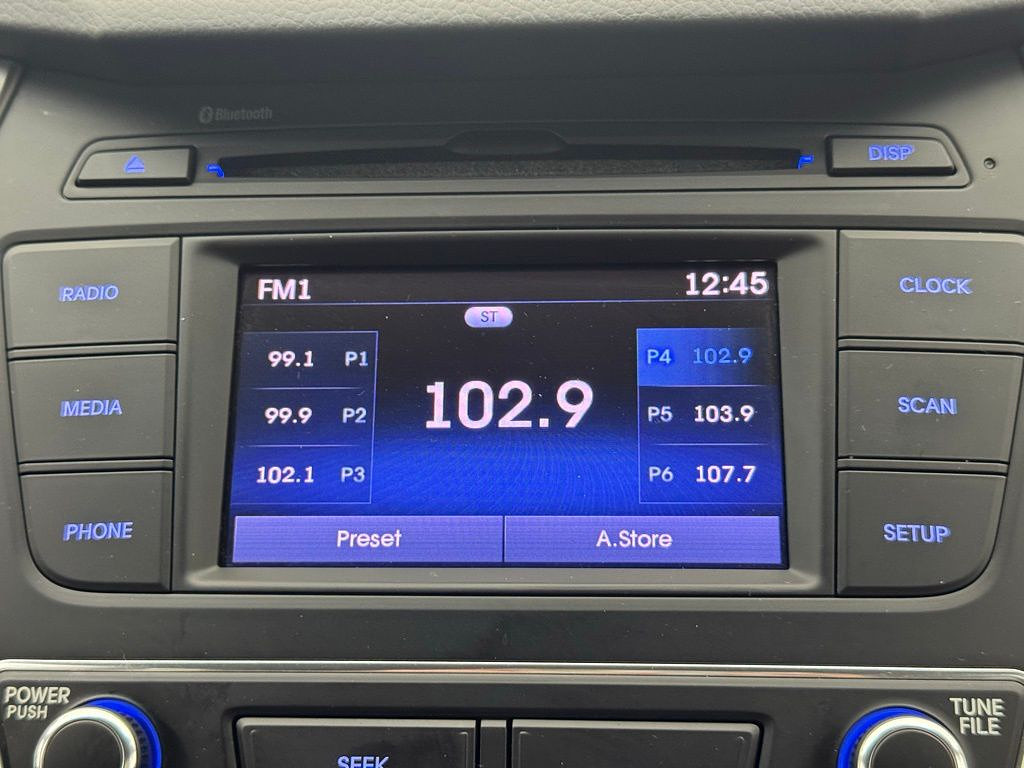 Bluetooth
DISP
RADIO
MEDIA
PHONE
FM1
12:45
ST
99.1 P1
99.9 P2
102.1 P3
102.9
P4 102.9
P5 103.9
P6 107.7
Preset
A.Store
CLOCK
SCAN
SETUP
POWER
PUSH
SEEK
TUNE
FILE